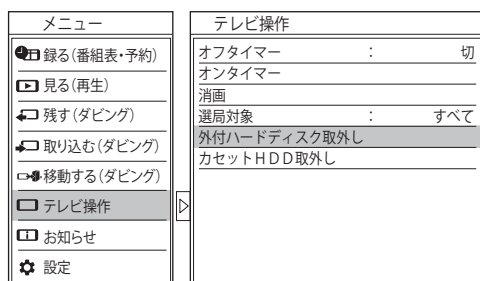 メニュー
録る（番組表・予約）
見る（再生）
残す（ダビング）
取り込む（ダビング）
移動する（ダビング）
テレビ操作
お知らせ
設定
テレビ操作
オフタイマー ： 切
オンタイマー
消画
選局対象 ： すべて
外付ハードディスク取外し
カセットＨＤＤ取外し